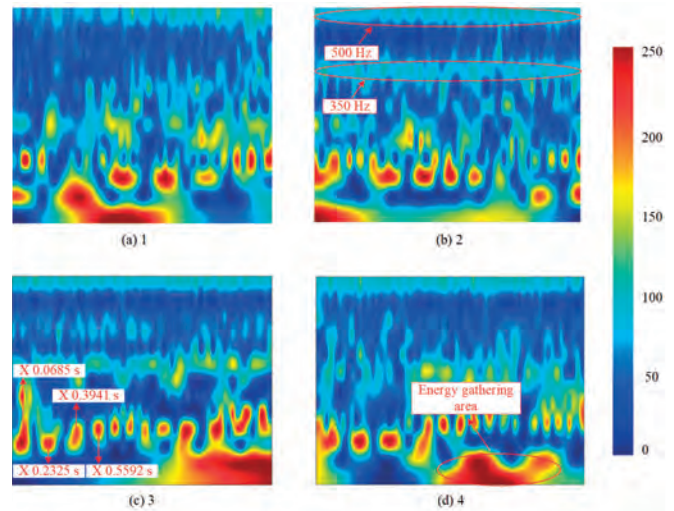 500 Hz
350 Hz
(a) 1
(b) 2
250
200
150
100
50
0
X 0.0685 s
X 0.3941 s
X 0.2325 s
X 0.5592 s
(c) 3
Energy gathering
area
(d) 4